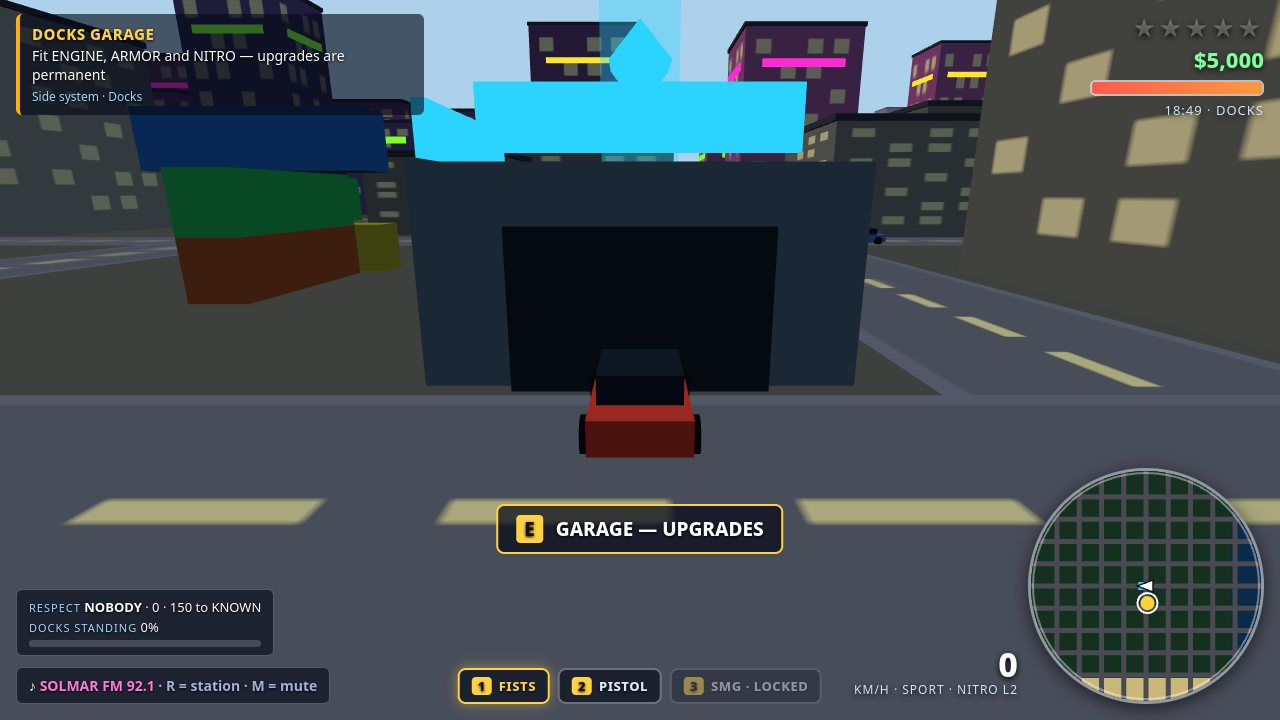 DOCKS GARAGE
Fit ENGINE, ARMOR and NITRO — upgrades are
permanent
Side system · Docks
★★★★★
$5,000
18:49 · DOCKS
E GARAGE — UPGRADES
RESPECT NOBODY · 0 · 150 to KNOWN
DOCKS STANDING 0%
♪ SOLMAR FM 92.1 · R = station · M = mute
1 FISTS
2 PISTOL
3 SMG · LOCKED
0
KM/H · SPORT · NITRO L2